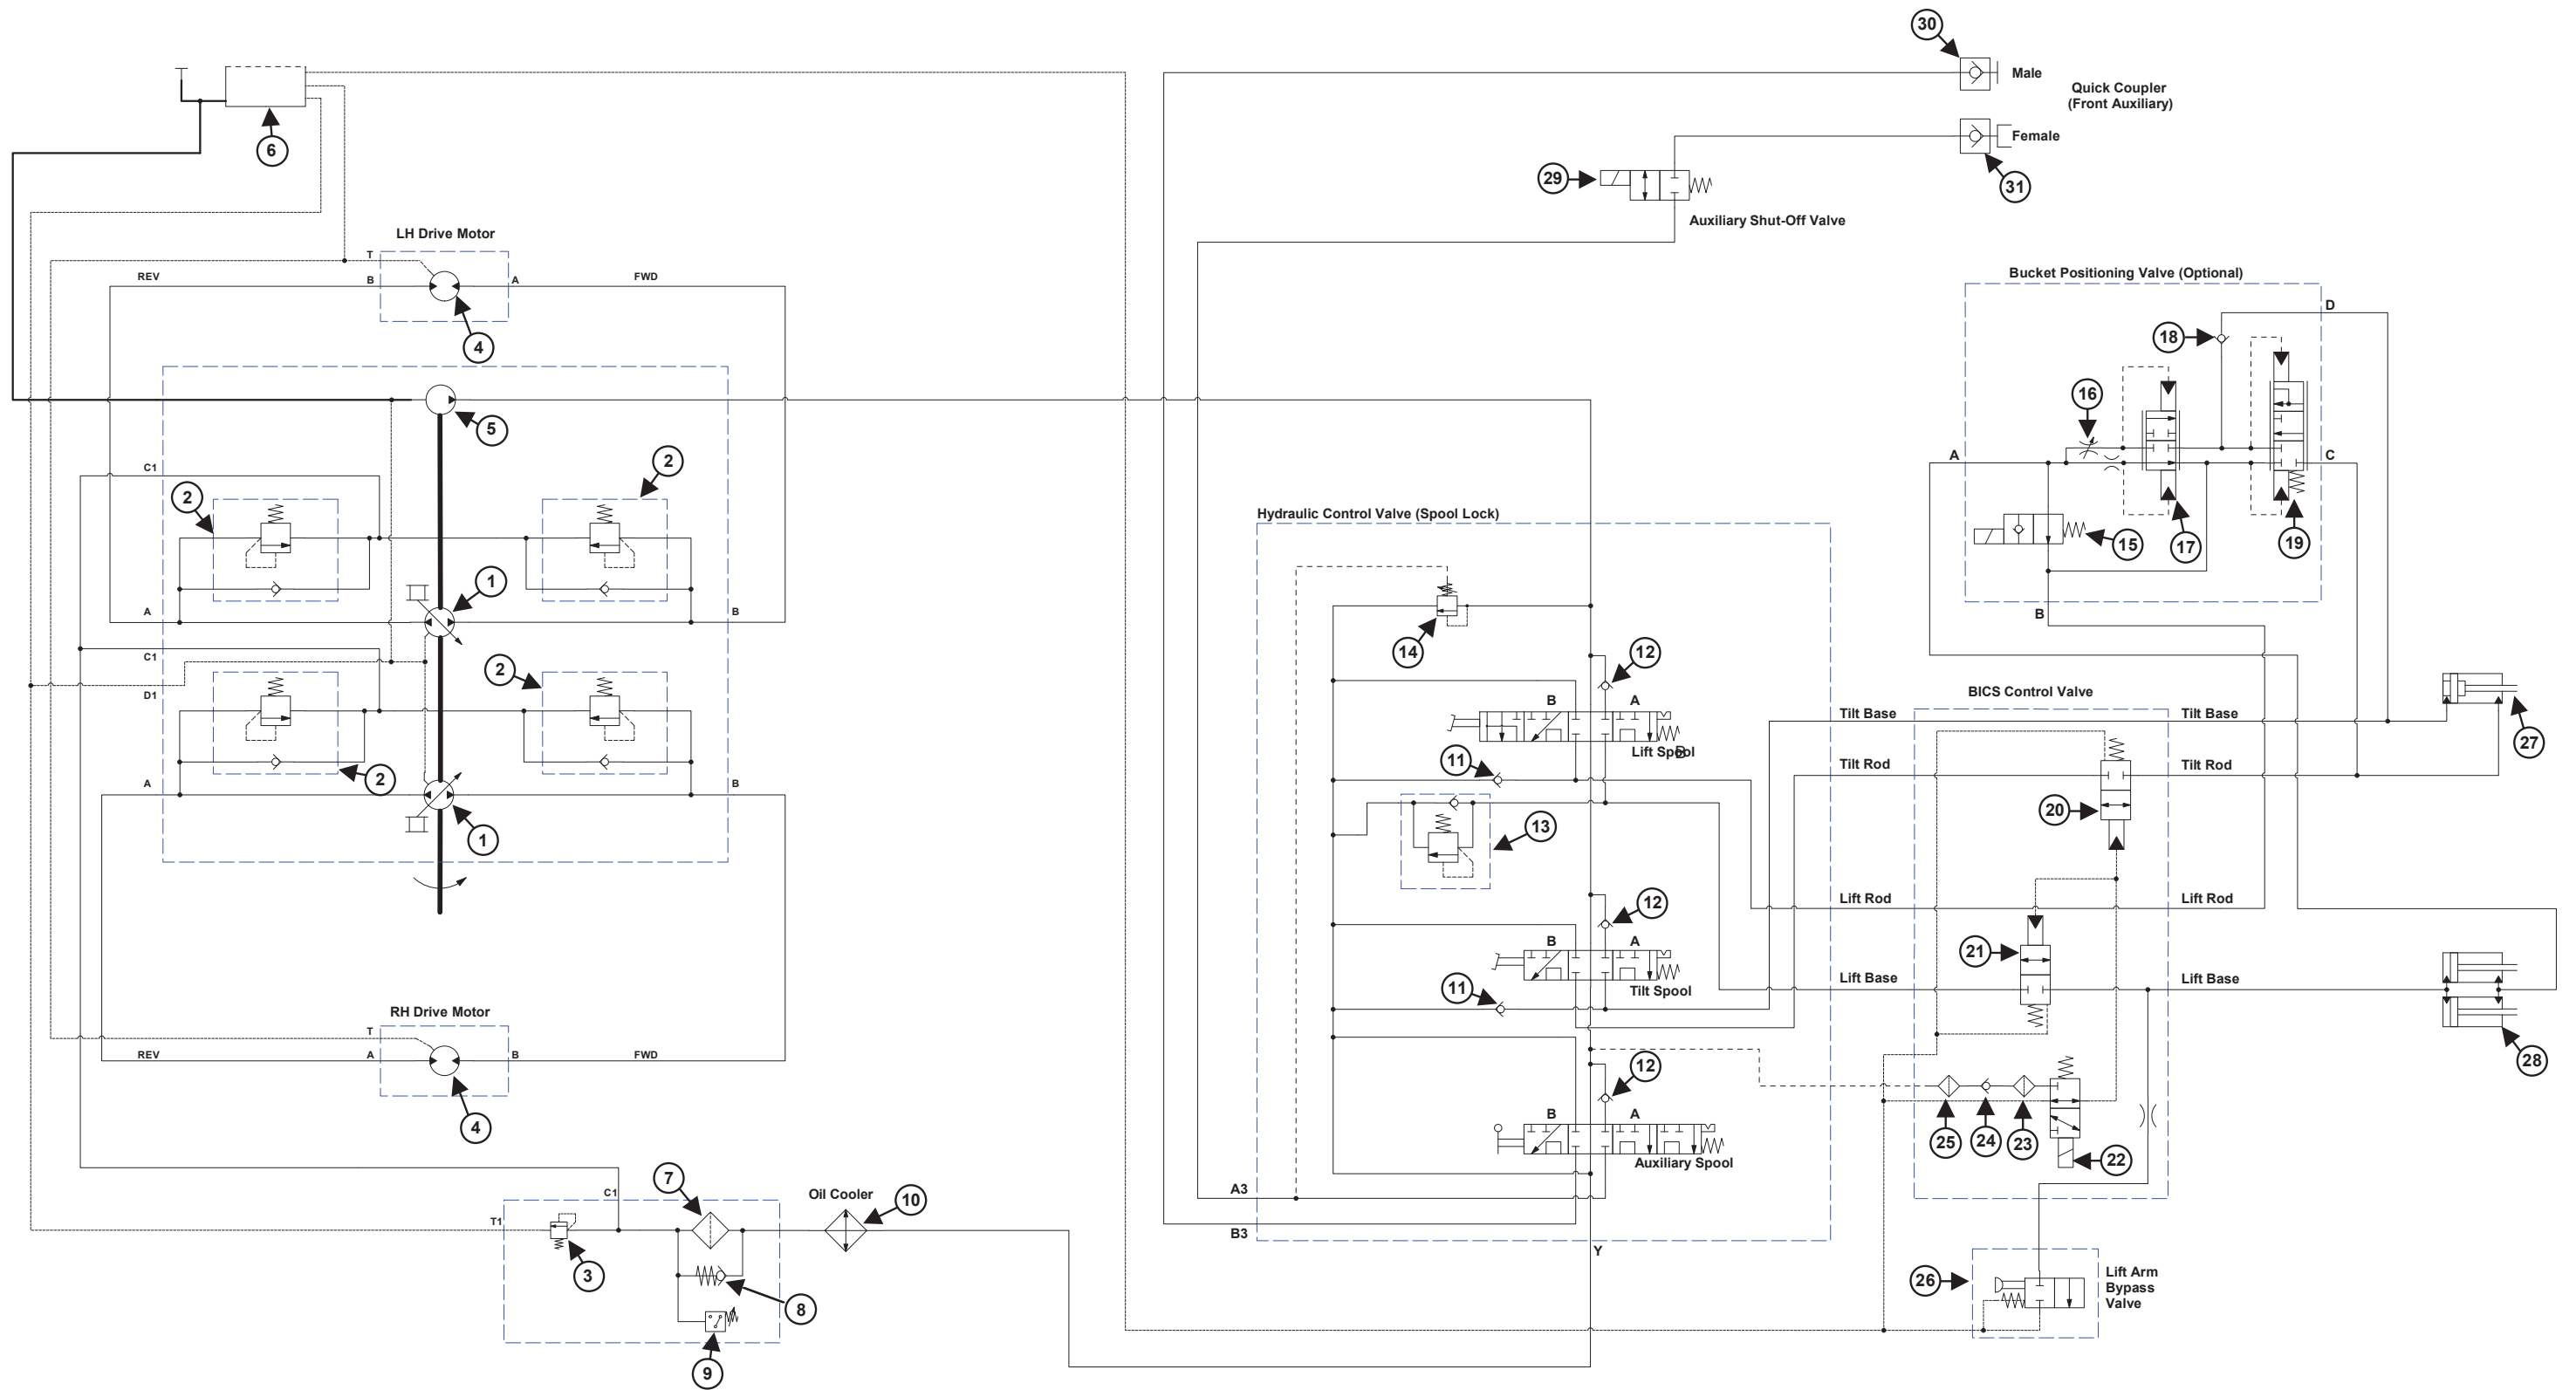 30
Male
Quick Coupler
(Front Auxiliary)
6
Female
29
31
Auxiliary Shut-Off Valve
LH Drive Motor
T
REV
B
A
FWD
4
Bucket Positioning Valve (Optional)
D
18
16
5
A
C
C1
2
2
15
17
19
Hydraulic Control Valve (Spool Lock)
1
A
B
B
14
12
C1
D1
2
2
B
A
Lift Spool
B
BICS Control Valve
Tilt Base
Tilt Base
27
11
Tilt Rod
Tilt Rod
A
B
20
1
13
Lift Rod
Lift Rod
12
B
A
21
Tilt Spool
11
Lift Base
Lift Base
RH Drive Motor
T
REV
A
B
FWD
4
28
12
B
A
25
24
23
22
Auxiliary Spool
7
Oil Cooler
10
C1
A3
T1
B3
Y
3
8
9
26
Lift Arm
Bypass
Valve